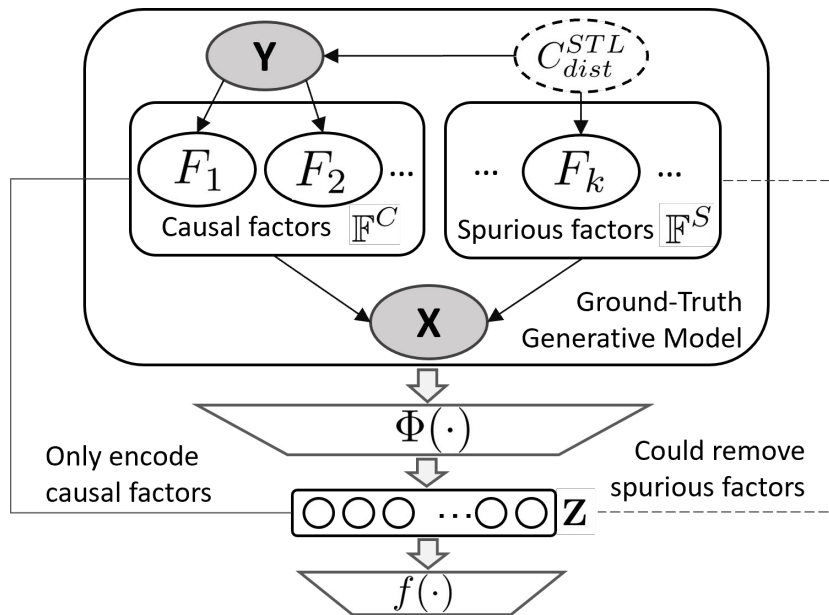 Y
C_{dist}^{STL}
F_1 F_2 ... ... F_k ...
Causal factors 𝔽^C
Spurious factors 𝔽^S
X
Ground-Truth
Generative Model
Φ(·)
Only encode
causal factors
Could remove
spurious factors
... Z
f(·)